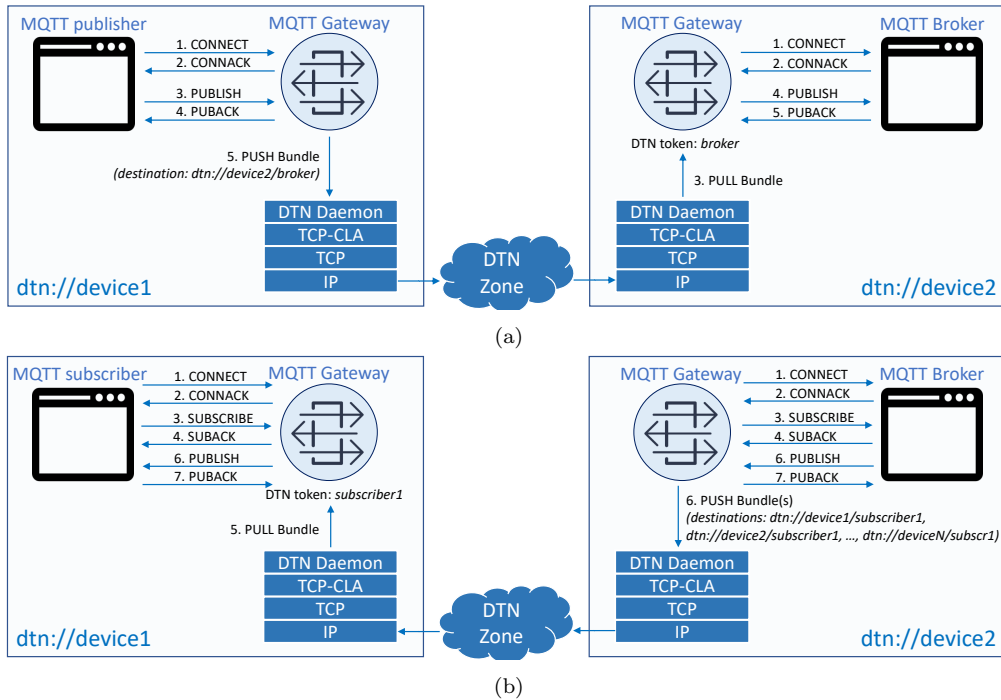 MQTT publisher
MQTT Gateway
1. CONNECT
2. CONNACK
3. PUBLISH
4. PUBACK
5. PUSH Bundle
(destination: dtn://device2/broker)
DTN Daemon
TCP-CLA
TCP
IP
dtn://device1
DTN
Zone
MQTT Gateway
MQTT Broker
1. CONNECT
2. CONNACK
4. PUBLISH
5. PUBACK
DTN token: broker
3. PULL Bundle
DTN Daemon
TCP-CLA
TCP
IP
dtn://device2
(a)
MQTT subscriber
MQTT Gateway
1. CONNECT
2. CONNACK
3. SUBSCRIBE
4. SUBACK
6. PUBLISH
7. PUBACK
DTN token: subscriber1
5. PULL Bundle
DTN Daemon
TCP-CLA
TCP
IP
dtn://device1
DTN
Zone
MQTT Gateway
MQTT Broker
1. CONNECT
2. CONNACK
3. SUBSCRIBE
4. SUBACK
6. PUBLISH
7. PUBACK
6. PUSH Bundle(s)
(destinations: dtn://device1/subscriber1,
dtn://device2/subscriber1, ..., dtn://deviceN/subscr1)
DTN Daemon
TCP-CLA
TCP
IP
dtn://device2
(b)